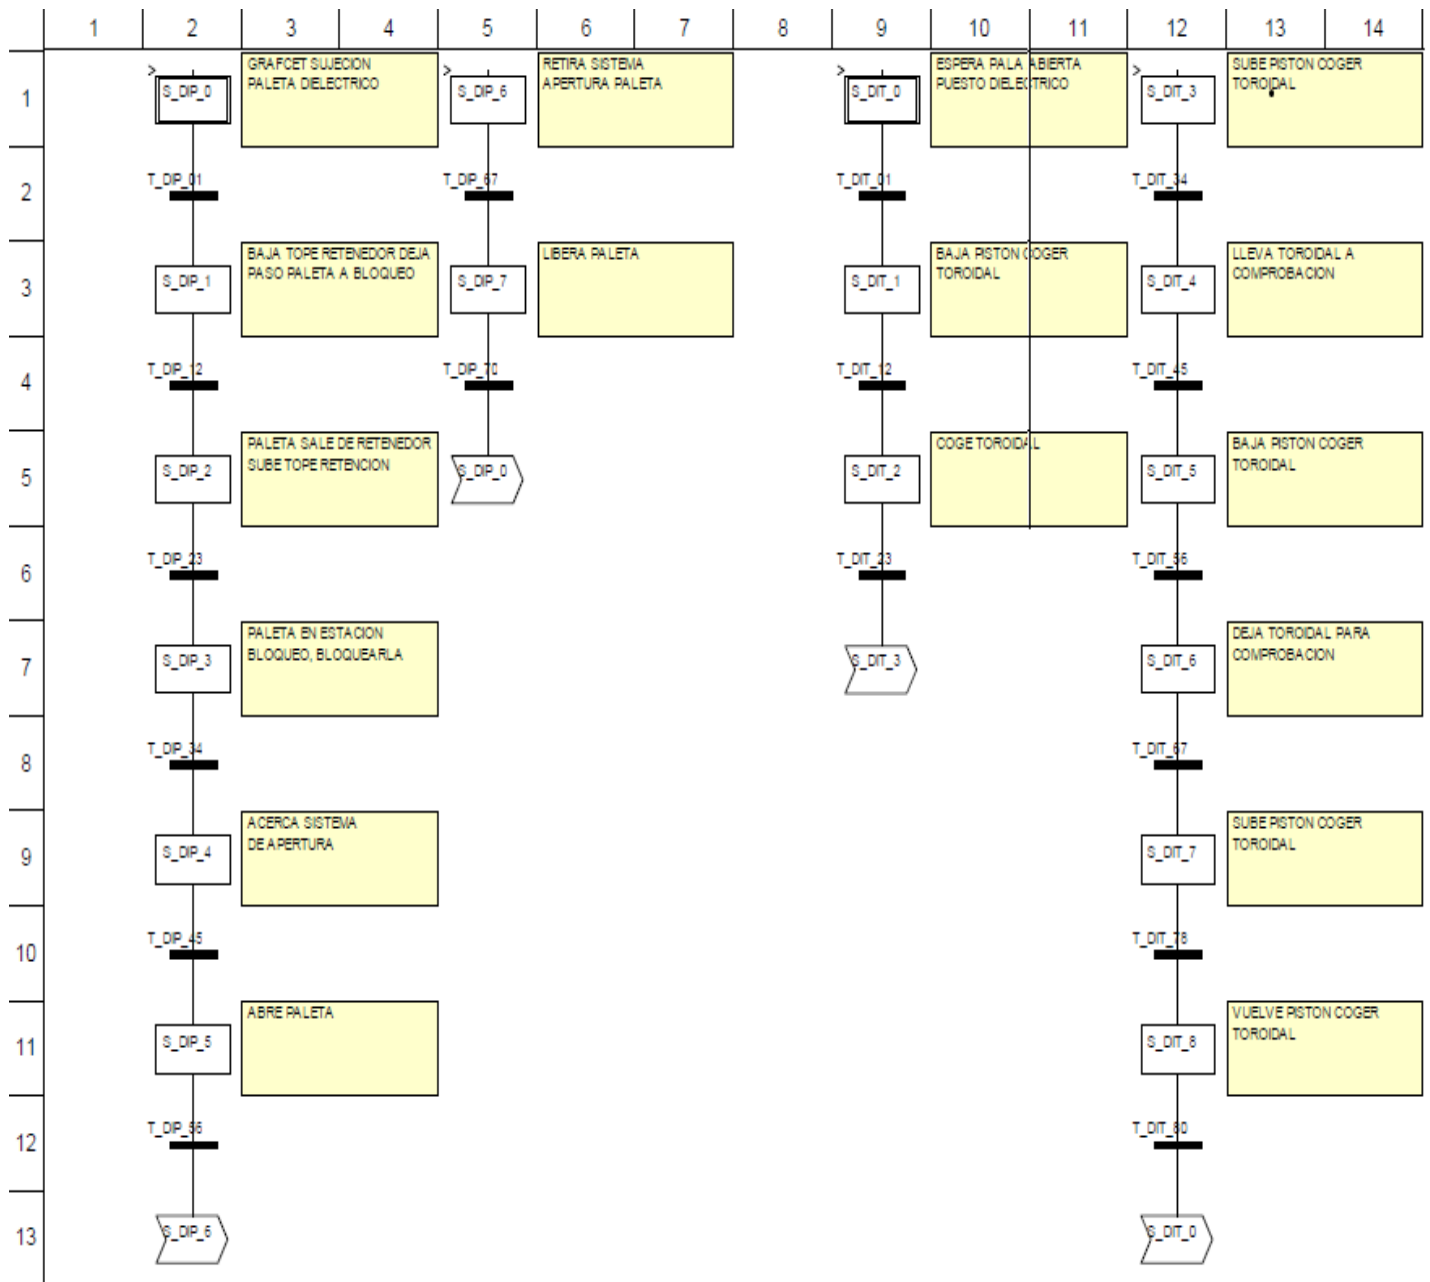 1 2 3 4 5 6 7 8 9 10 11 12 13 14
1
> S_DIP_0
GRAFCET SUJECION
PALETA DIELECTRICO
> S_DIP_6
RETIRA SISTEMA
APERTURA PALETA
> S_DIT_0
ESPERA PALA ABIERTA
PUESTO DIELECTRICO
> S_DIT_3
SUBE PISTON COGER
TOROIDAL
2
T_DIP_01
T_DIP_67
T_DIT_01
T_DIT_34
3
S_DIP_1
BAJA TOPE RETENEDOR DEJA
PASO PALETA A BLOQUEO
S_DIP_7
LIBERA PALETA
S_DIT_1
BAJA PISTON COGER
TOROIDAL
S_DIT_4
LLEVA TOROIDAL A
COMPROBACION
4
T_DIP_12
T_DIP_70
T_DIT_12
T_DIT_45
5
S_DIP_2
PALETA SALE DE RETENEDOR
SUBE TOPE RETENCION
S_DIP_0
S_DIT_2
COGE TOROIDAL
S_DIT_5
BAJA PISTON COGER
TOROIDAL
6
T_DIP_23
T_DIT_23
T_DIT_56
7
S_DIP_3
PALETA EN ESTACION
BLOQUEO, BLOQUEARLA
S_DIT_3
S_DIT_6
DEJA TOROIDAL PARA
COMPROBACION
8
T_DIP_34
T_DIT_67
9
S_DIP_4
ACERCA SISTEMA
DE APERTURA
S_DIT_7
SUBE PISTON COGER
TOROIDAL
10
T_DIP_45
T_DIT_78
11
S_DIP_5
ABRE PALETA
S_DIT_8
VUELVE PISTON COGER
TOROIDAL
12
T_DIP_56
T_DIT_80
13
S_DIP_6
S_DIT_0